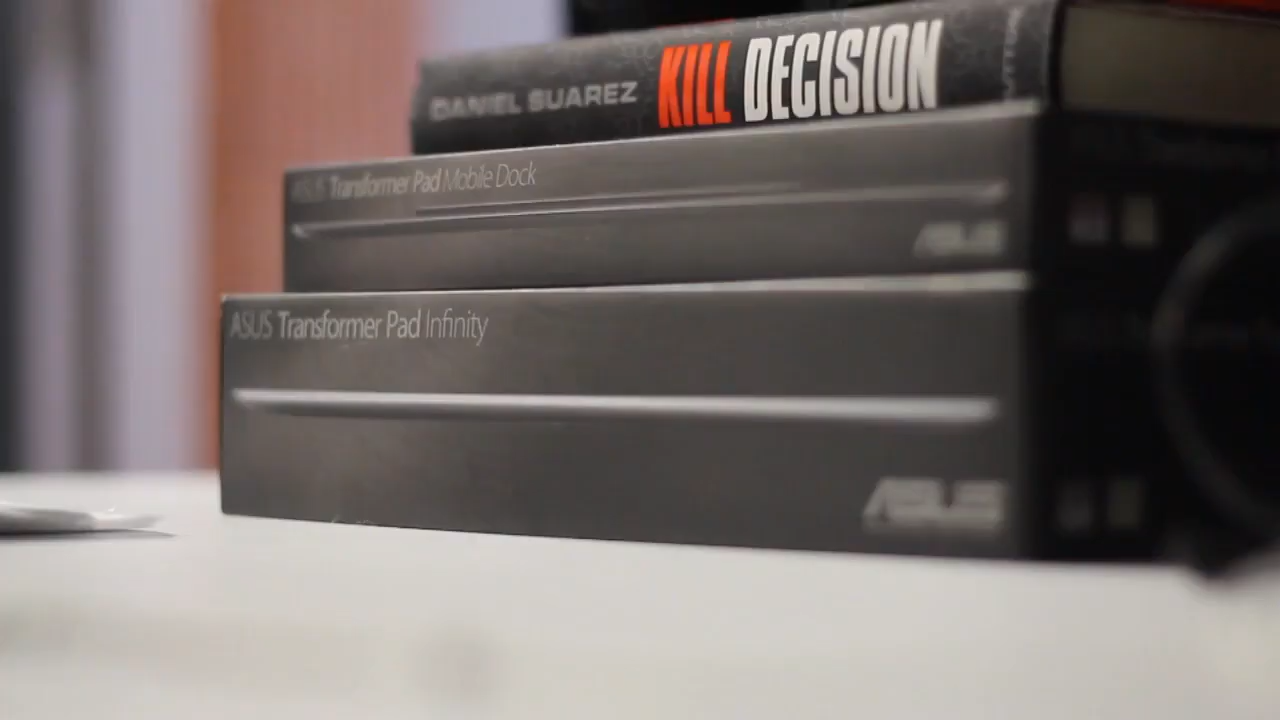 DANIEL SUAREZ KILL DECISION
ASUS Transformer Pad Mobile Dock
ASUS
ASUS Transformer Pad Infinity
ASUS